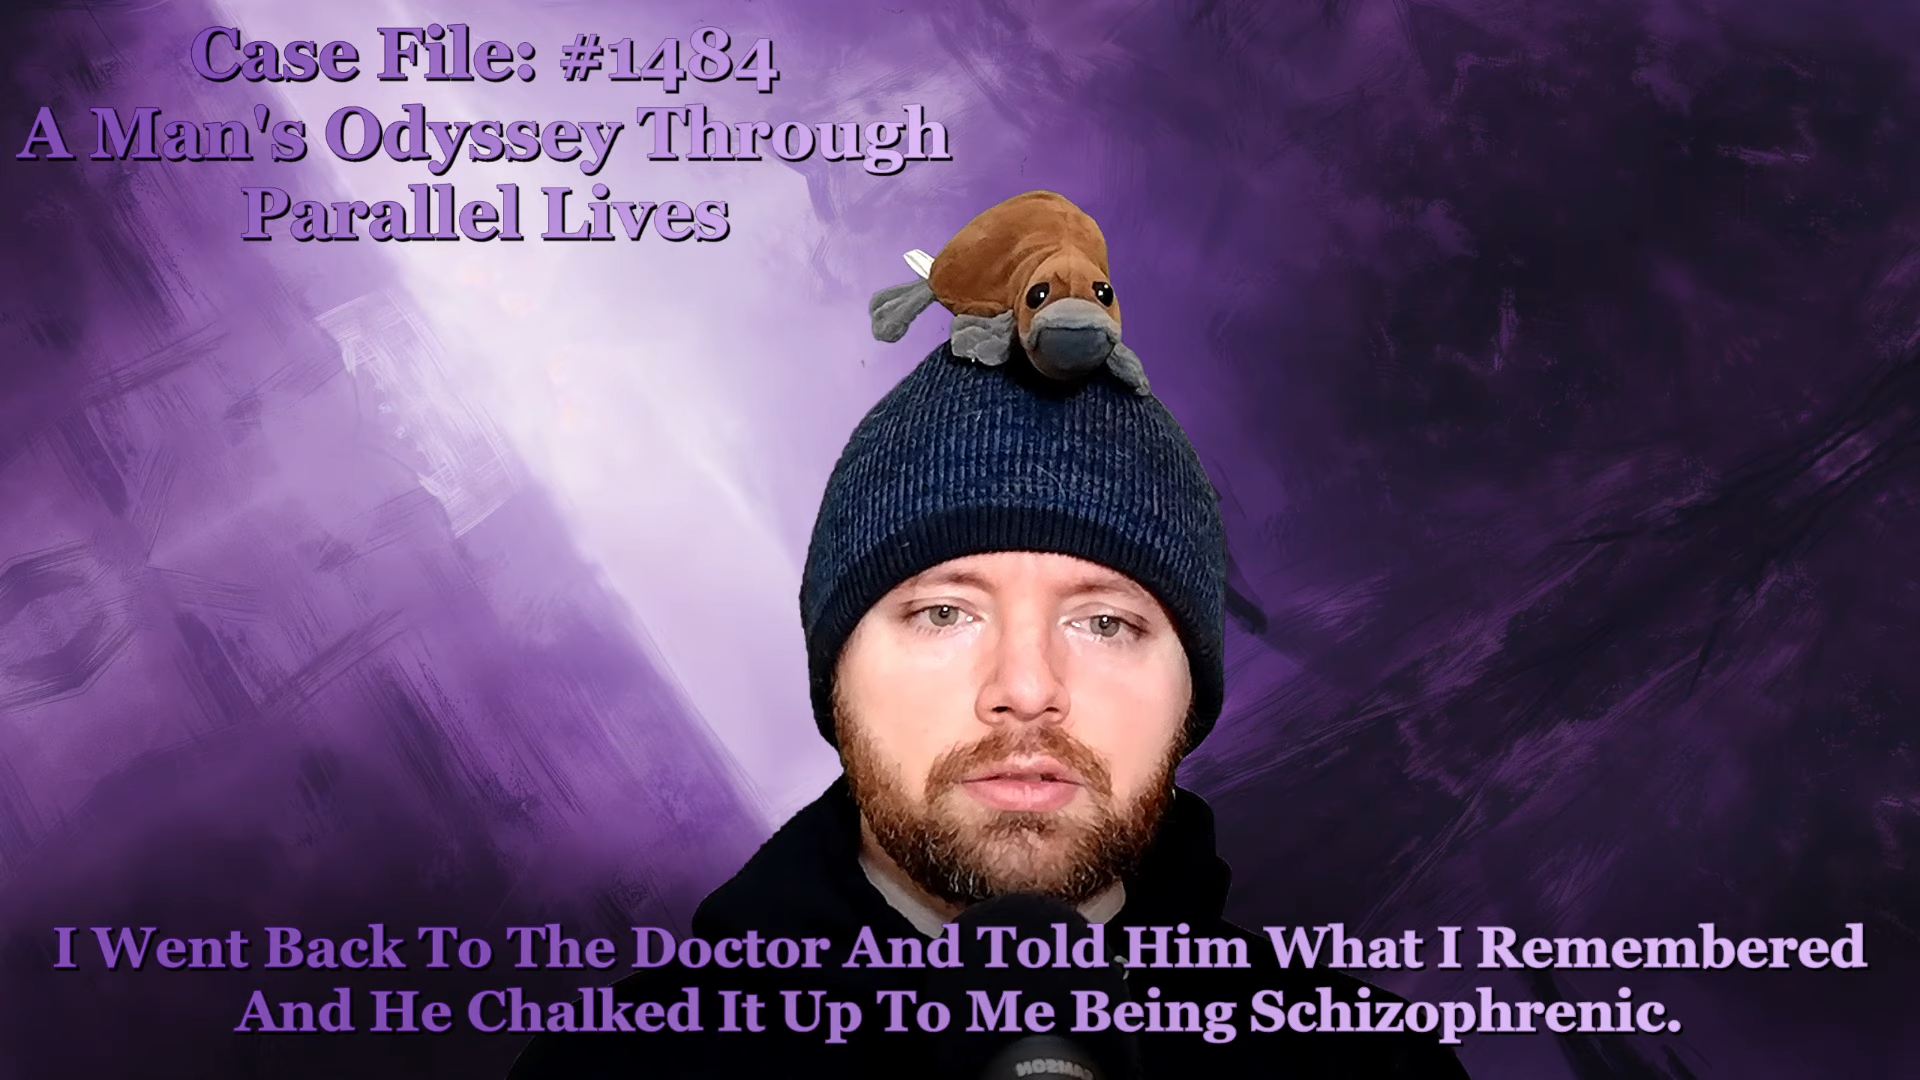 Case File: #1484
A Man's Odyssey Through
Parallel Lives
I Went Back To The Doctor And Told Him What I Remembered
And He Chalked It Up To Me Being Schizophrenic.